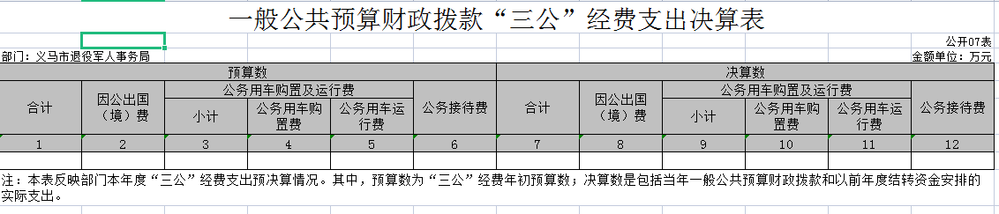 一般公共预算财政拨款“三公”经费支出决算表
公开07表
部门：义马市退役军人事务局
金额单位：万元
预算数
决算数
合计
因公出国
（境）费
公务用车购置及运行费
小计
公务用车购
置费
公务用车运
行费
公务接待费
合计
因公出国
（境）费
公务用车购置及运行费
小计
公务用车购
置费
公务用车运
行费
公务接待费
1
2
3
4
5
6
7
8
9
10
11
12
注：本表反映部门本年度“三公”经费支出预决算情况。其中，预算数为“三公”经费年初预算数；决算数是包括当年一般公共预算财政拨款和以前年度结转资金安排的
实际支出。